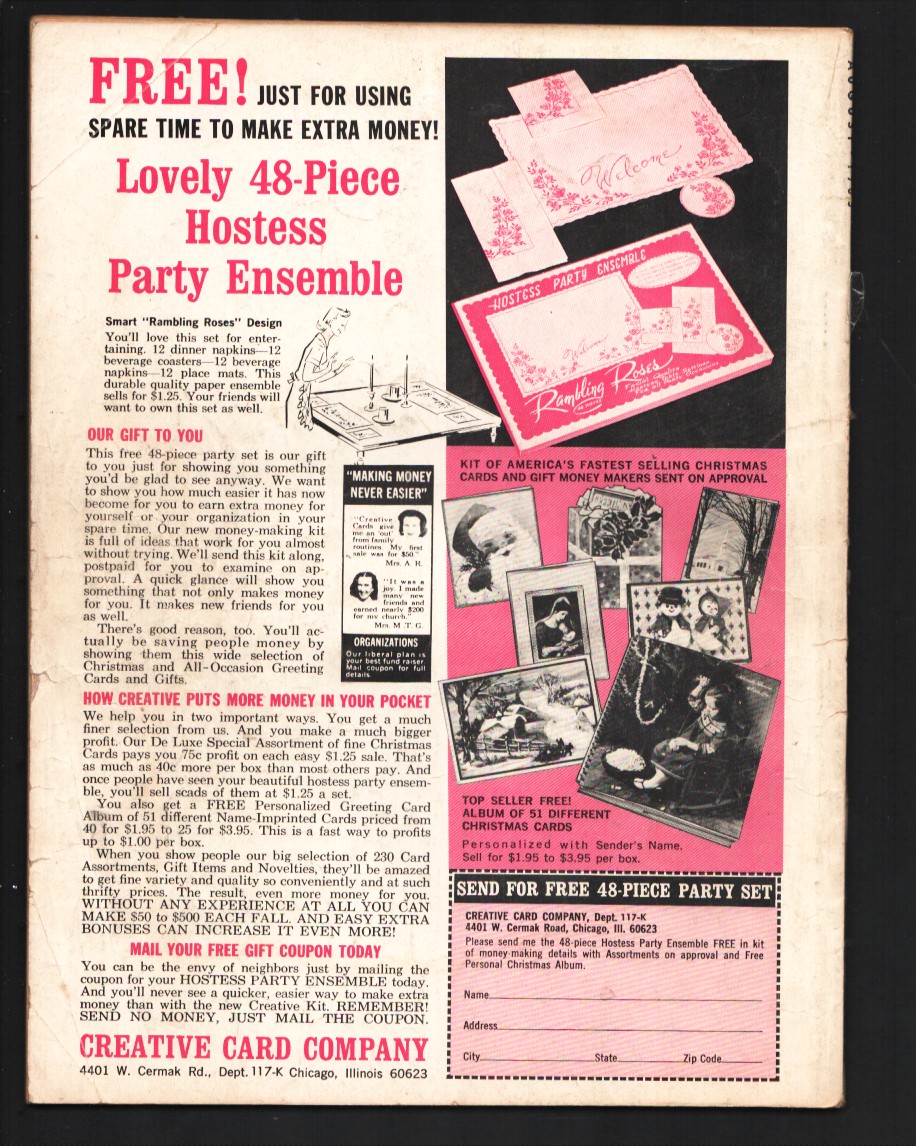 FREE! JUST FOR USING
SPARE TIME TO MAKE EXTRA MONEY!
Lovely 48-Piece
Hostess
Party Ensemble
Smart "Rambling Roses" Design
You'll love this set for enter-
taining. 12 dinner napkins—12
beverage coasters—12 beverage
napkins—12 place mats. This
durable quality paper ensemble
sells for $1.25. Your friends will
want to own this set as well.
OUR GIFT TO YOU
This free 48-piece party set is our gift
to you just for showing you something
you'd be glad to see anyway. We want
to show you how much easier it has now
become for you to earn extra money for
yourself or your organization in your
spare time. Our new money-making kit
is full of ideas that work for you almost
without trying. We'll send this kit along,
postpaid for you to examine on ap-
proval. A quick glance will show you
something that not only makes money
for you. It makes new friends for you
as well.
There's good reason, too. You'll ac-
tually be saving people money by
showing them this wide selection of
Christmas and All-Occasion Greeting
Cards and Gifts.
"MAKING MONEY
NEVER EASIER"
"Creative
Cards give
me an 'out'
from family
routines. My first
sale was for $50."
Mrs. A. R.
"It was a
joy. I made
many new
friends and
earned nearly $200
for my church."
Mrs. M. T. G.
ORGANIZATIONS
Our liberal plan is
your best fund raiser.
Mail coupon for full
details.
HOW CREATIVE PUTS MORE MONEY IN YOUR POCKET
We help you in two important ways. You get a much
finer selection from us. And you make a much bigger
profit. Our De Luxe Special Assortment of fine Christmas
Cards pays you 75c profit on each easy $1.25 sale. That's
as much as 40c more per box than most others pay. And
once people have seen your beautiful hostess party ensem-
ble, you'll sell scads of them at $1.25 a set.
You also get a FREE Personalized Greeting Card
Album of 51 different Name-Imprinted Cards priced from
40 for $1.95 to 25 for $3.95. This is a fast way to profits
up to $1.00 per box.
When you show people our big selection of 230 Card
Assortments, Gift Items and Novelties, they'll be amazed
to get fine variety and quality so conveniently and at such
thrifty prices. The result, even more money for you.
WITHOUT ANY EXPERIENCE AT ALL YOU CAN
MAKE $50 to $500 EACH FALL. AND EASY EXTRA
BONUSES CAN INCREASE IT EVEN MORE!
MAIL YOUR FREE GIFT COUPON TODAY
You can be the envy of neighbors just by mailing the
coupon for your HOSTESS PARTY ENSEMBLE today.
And you'll never see a quicker, easier way to make extra
money than with the new Creative Kit. REMEMBER!
SEND NO MONEY, JUST MAIL THE COUPON.
CREATIVE CARD COMPANY
4401 W. Cermak Rd., Dept. 117-K Chicago, Illinois 60623
Welcome
HOSTESS PARTY ENSEMBLE
Welcome
Rambling Roses
KIT OF AMERICA'S FASTEST SELLING CHRISTMAS
CARDS AND GIFT MONEY MAKERS SENT ON APPROVAL
TOP SELLER FREE!
ALBUM OF 51 DIFFERENT
CHRISTMAS CARDS
Personalized with Sender's Name.
Sell for $1.95 to $3.95 per box.
SEND FOR FREE 48-PIECE PARTY SET
CREATIVE CARD COMPANY, Dept. 117-K
4401 W. Cermak Road, Chicago, Ill. 60623
Please send me the 48-piece Hostess Party Ensemble FREE in kit
of money-making details with Assortments on approval and Free
Personal Christmas Album.
Name
Address
City State Zip Code